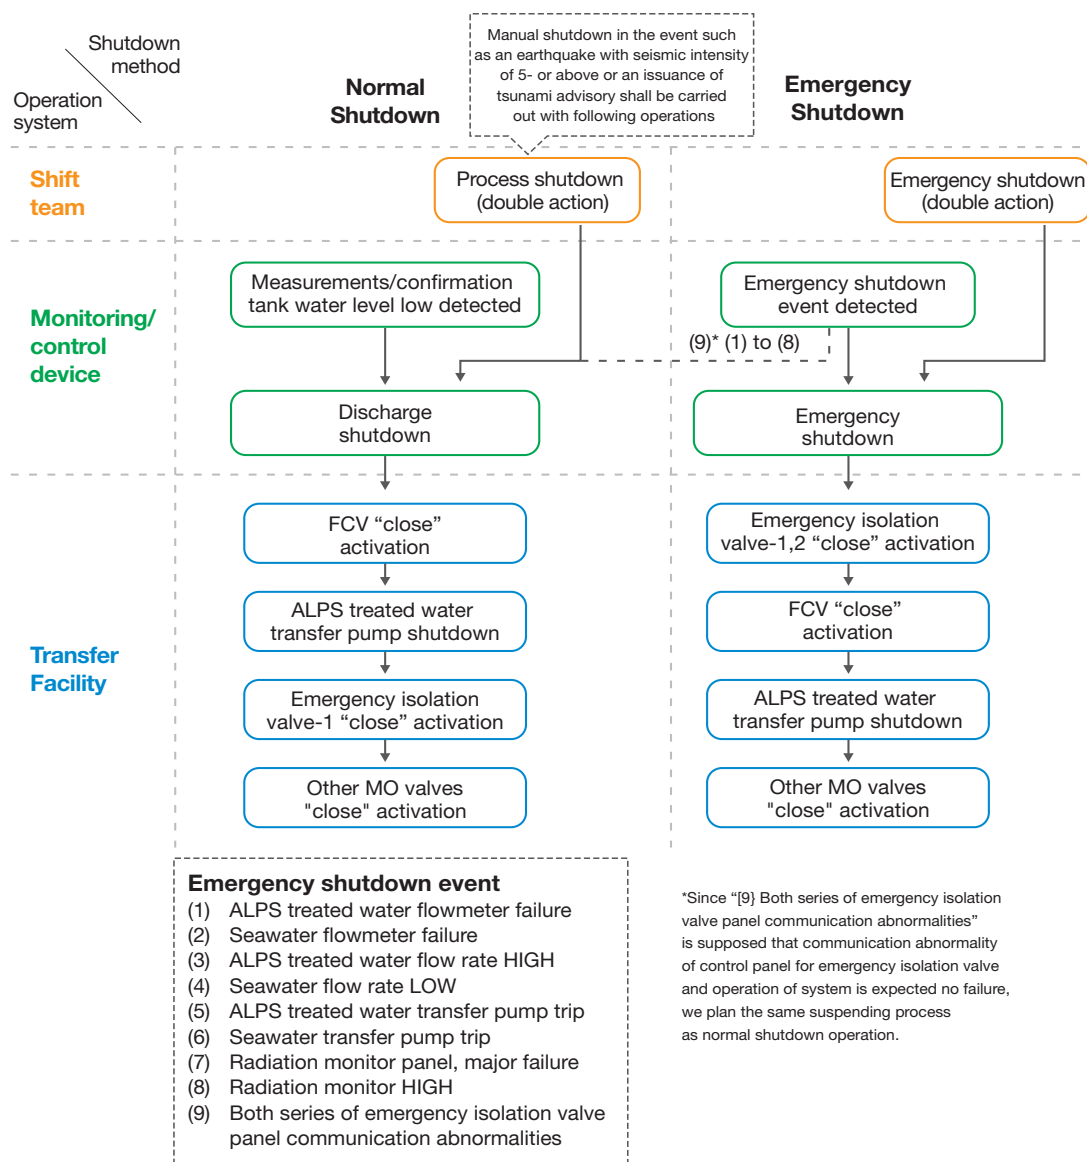 Shutdown
method
Operation
system
Normal
Shutdown
Manual shutdown in the event such
as an earthquake with seismic intensity
of 5- or above or an issuance of
tsunami advisory shall be carried
out with following operations
Emergency
Shutdown
Shift
team
Process shutdown
(double action)
Emergency shutdown
(double action)
Monitoring/
control
device
Measurements/confirmation
tank water level low detected
Emergency shutdown
event detected
(9)* (1) to (8)
Discharge
shutdown
Emergency
shutdown
Transfer
Facility
FCV “close”
activation
ALPS treated water
transfer pump shutdown
Emergency isolation
valve-1 “close” activation
Other MO valves
"close" activation
Emergency isolation
valve-1,2 “close” activation
FCV “close”
activation
ALPS treated water
transfer pump shutdown
Other MO valves
"close" activation
Emergency shutdown event
(1) ALPS treated water flowmeter failure
(2) Seawater flowmeter failure
(3) ALPS treated water flow rate HIGH
(4) Seawater flow rate LOW
(5) ALPS treated water transfer pump trip
(6) Seawater transfer pump trip
(7) Radiation monitor panel, major failure
(8) Radiation monitor HIGH
(9) Both series of emergency isolation valve
panel communication abnormalities
*Since “[9} Both series of emergency isolation
valve panel communication abnormalities”
is supposed that communication abnormality
of control panel for emergency isolation valve
and operation of system is expected no failure,
we plan the same suspending process
as normal shutdown operation.